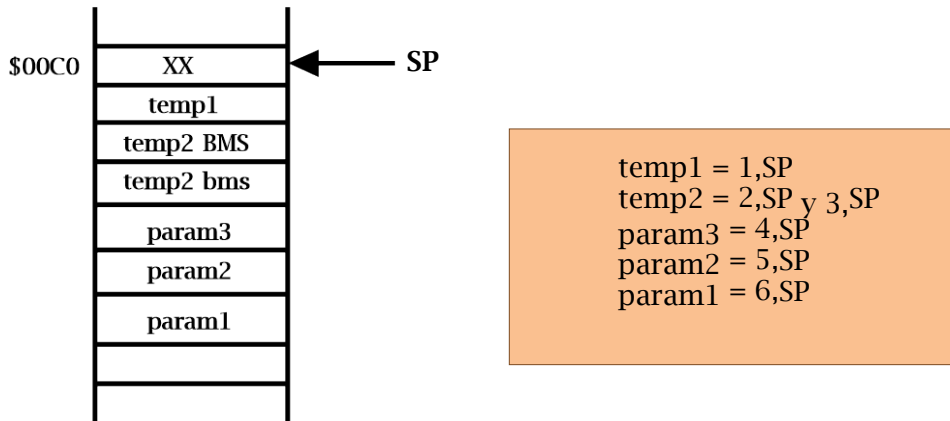 $00C0 XX SP
temp1
temp2 BMS
temp2 bms
param3
param2
param1
temp1 = 1,SP
temp2 = 2,SP y 3,SP
param3 = 4,SP
param2 = 5,SP
param1 = 6,SP